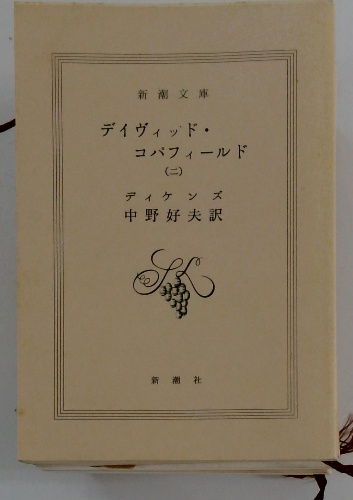 新潮文庫
デイヴィッド・
コパフィールド
(二)
ディケンズ
中野好夫訳
新潮社